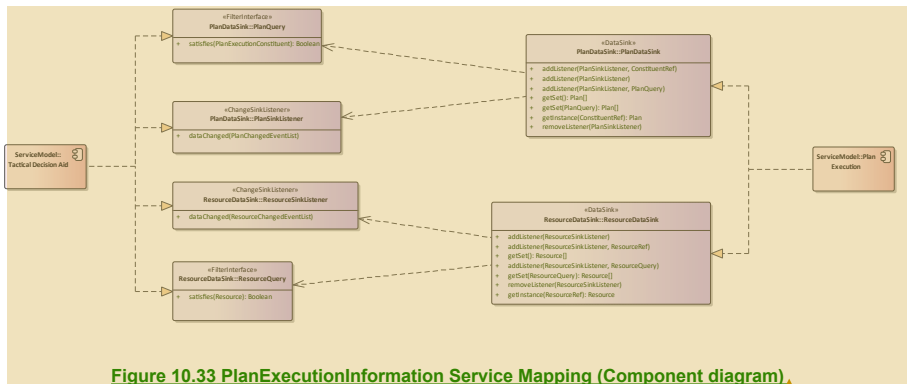 «FilterInterface»
PlanDataSink::PlanQuery
+ satisfies(PlanExecutionConstituent): Boolean
«ChangeSinkListener»
PlanDataSink::PlanSinkListener
+ dataChanged(PlanChangedEventList)
ServiceModel::
Tactical Decision Aid
«ChangeSinkListener»
ResourceDataSink::ResourceSinkListener
+ dataChanged(ResourceChangedEventList)
«FilterInterface»
ResourceDataSink::ResourceQuery
+ satisfies(Resource): Boolean
«DataSink»
PlanDataSink::PlanDataSink
+ addListener(PlanSinkListener, ConstituentRef)
+ addListener(PlanSinkListener)
+ addListener(PlanSinkListener, PlanQuery)
+ getSet(): Plan[]
+ getSet(PlanQuery): Plan[]
+ getInstance(ConstituentRef): Plan
+ removeListener(PlanSinkListener)
«DataSink»
ResourceDataSink::ResourceDataSink
+ addListener(ResourceSinkListener)
+ addListener(ResourceSinkListener, ResourceRef)
+ getSet(): Resource[]
+ addListener(ResourceSinkListener, ResourceQuery)
+ getSet(ResourceQuery): Resource[]
+ removeListener(ResourceSinkListener)
+ getInstance(ResourceRef): Resource
ServiceModel::Plan
Execution
Figure 10.33 PlanExecutionInformation Service Mapping (Component diagram)